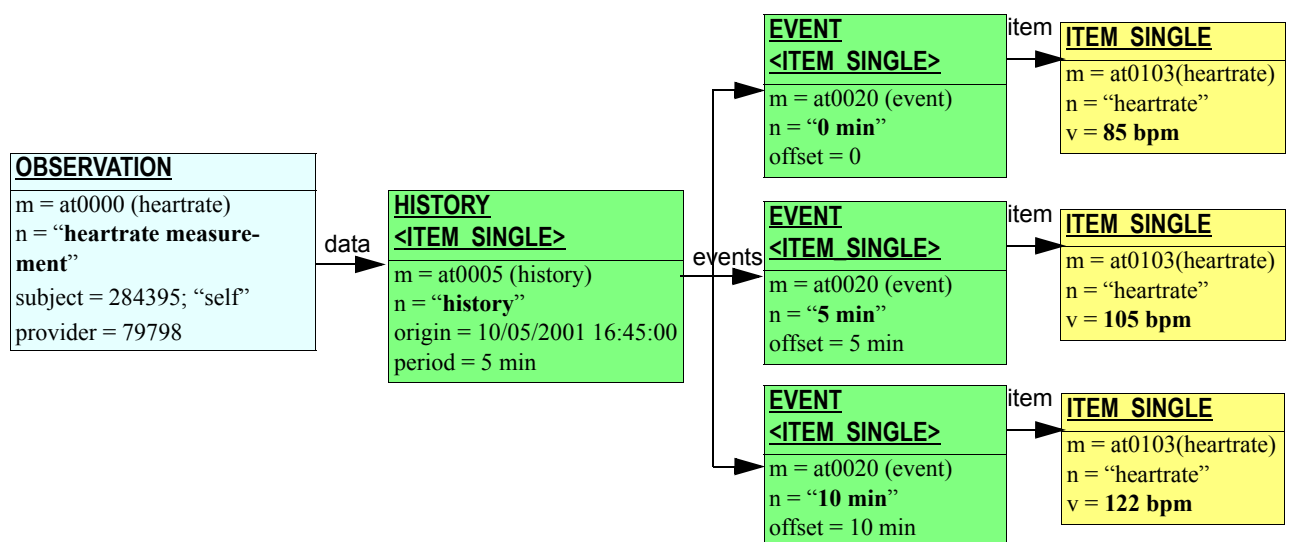 OBSERVATION
m = at0000 (heartrate)
n = “heartrate measure-
ment”
subject = 284395; “self”
provider = 79798
data
HISTORY
<ITEM_SINGLE>
m = at0005 (history)
n = “history”
origin = 10/05/2001 16:45:00
period = 5 min
events
EVENT
<ITEM_SINGLE>
m = at0020 (event)
n = “0 min”
offset = 0
item
ITEM_SINGLE
m = at0103(heartrate)
n = “heartrate”
v = 85 bpm
EVENT
<ITEM_SINGLE>
m = at0020 (event)
n = “5 min”
offset = 5 min
item
ITEM_SINGLE
m = at0103(heartrate)
n = “heartrate”
v = 105 bpm
EVENT
<ITEM_SINGLE>
m = at0020 (event)
n = “10 min”
offset = 10 min
item
ITEM_SINGLE
m = at0103(heartrate)
n = “heartrate”
v = 122 bpm